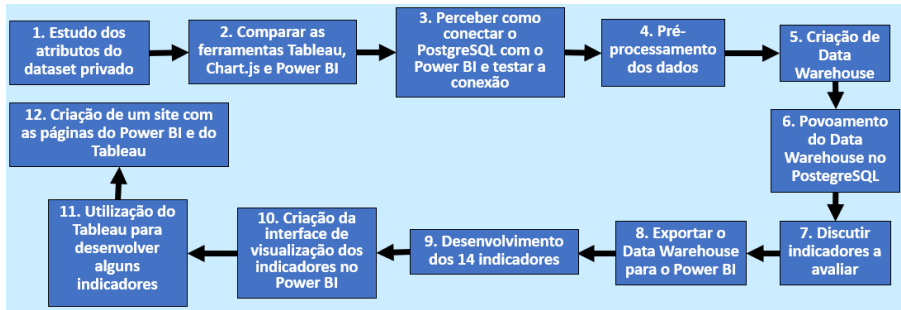 1. Estudo dos
atributos do
dataset privado
2. Comparar as
ferramentas Tableau,
Chart.js e Power BI
3. Perceber como
conectar o
PostgreSQL com o
Power BI e testar a
conexão
4. Pré-
processamento
dos dados
5. Criação de
Data
Warehouse
6. Povoamento
do Data
Warehouse no
PostegreSQL
7. Discutir
indicadores a
avaliar
8. Exportar o
Data Warehouse
para o Power BI
9. Desenvolvimento
dos 14 indicadores
10. Criação da
interface de
visualização dos
indicadores no
Power BI
11. Utilização do
Tableau para
desenvolver
alguns
indicadores
12. Criação de um site com
as páginas do Power BI e do
Tableau